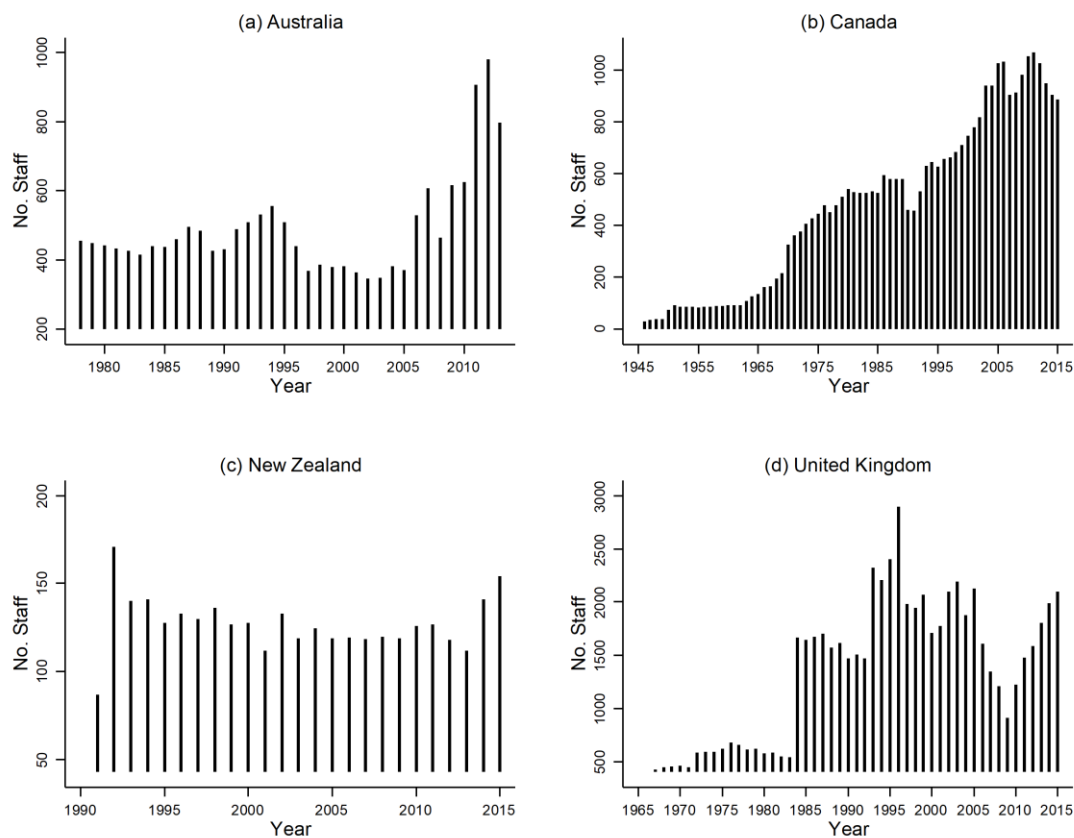 (a) Australia
No. Staff
1000
800
600
400
200
1980 1985 1990 1995 2000 2005 2010
Year
(b) Canada
No. Staff
1000
800
600
400
200
0
1945 1955 1965 1975 1985 1995 2005 2015
Year
(c) New Zealand
No. Staff
200
150
100
50
1990 1995 2000 2005 2010 2015
Year
(d) United Kingdom
No. Staff
3000
2500
2000
1500
1000
500
1965 1970 1975 1980 1985 1990 1995 2000 2005 2010 2015
Year